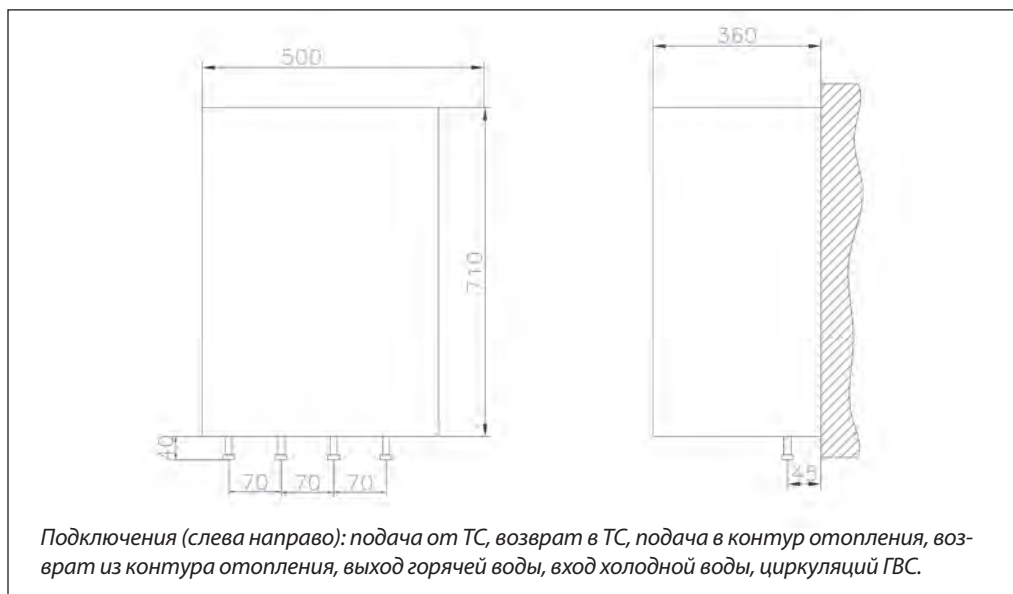 500
360
710
40
70 70 70
45
Подключения (слева направо): подача от ТС, возврат в ТС, подача в контур отопления, воз-
врат из контура отопления, выход горячей воды, вход холодной воды, циркуляций ГВС.